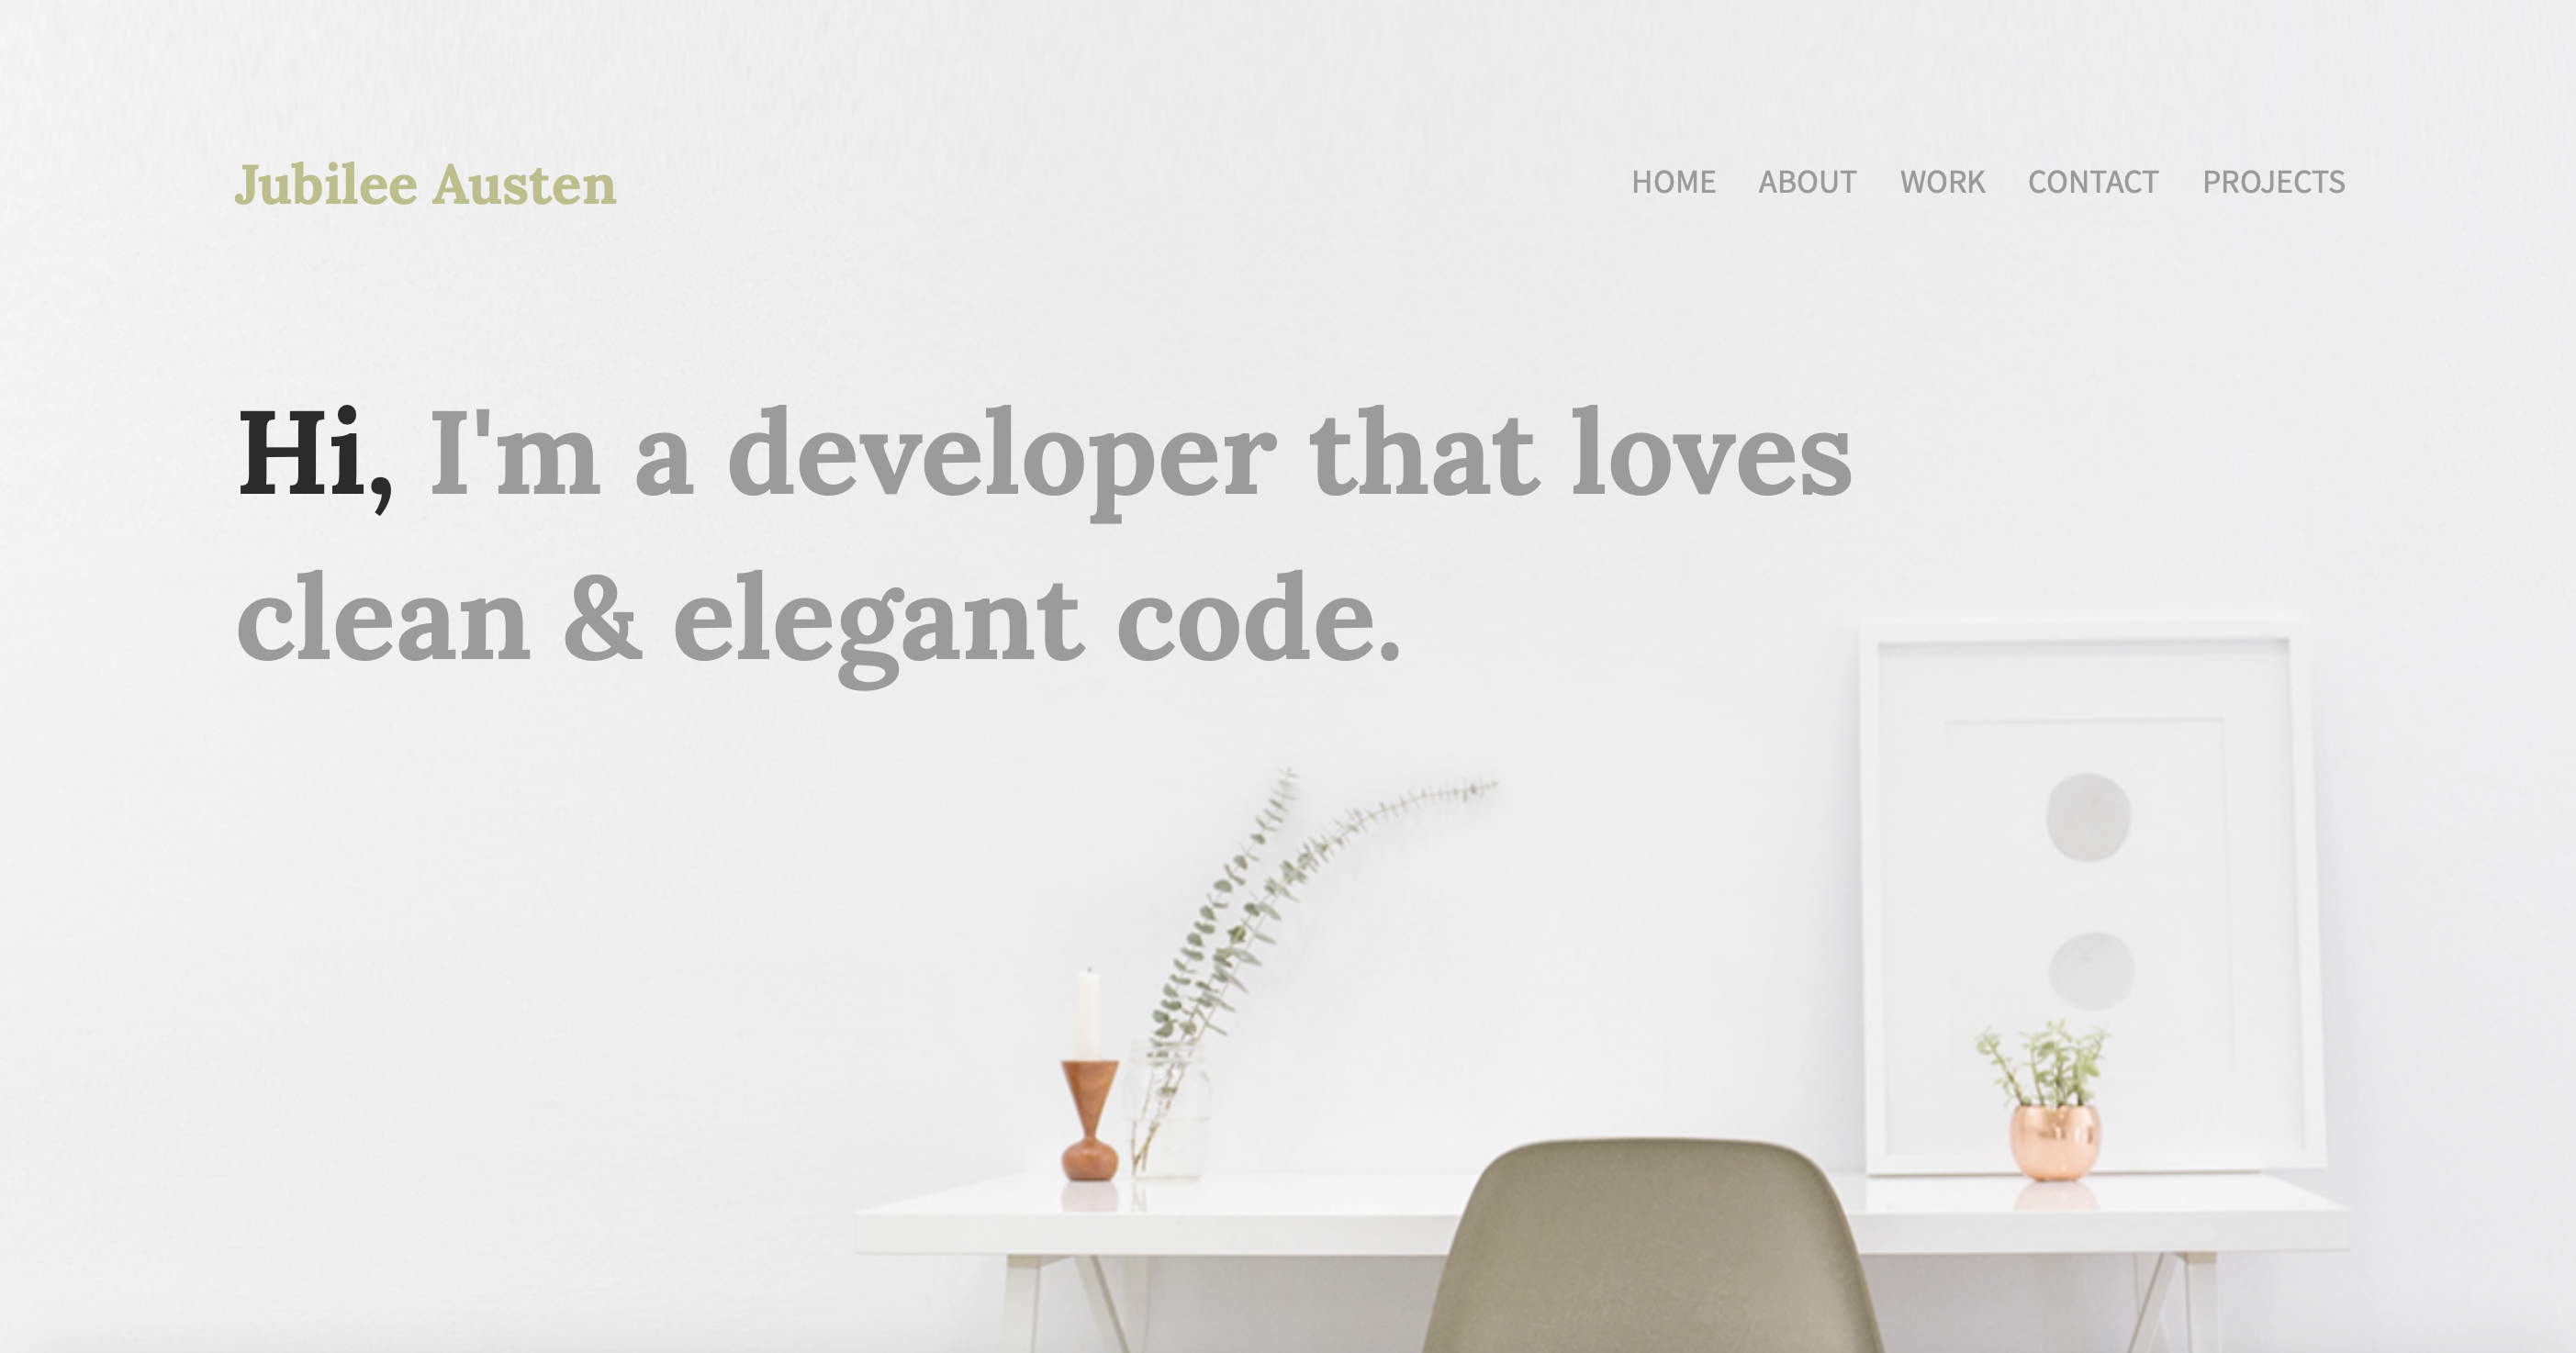 Jubilee Austen
HOME ABOUT WORK CONTACT PROJECTS
Hi, I'm a developer that loves
clean & elegant code.